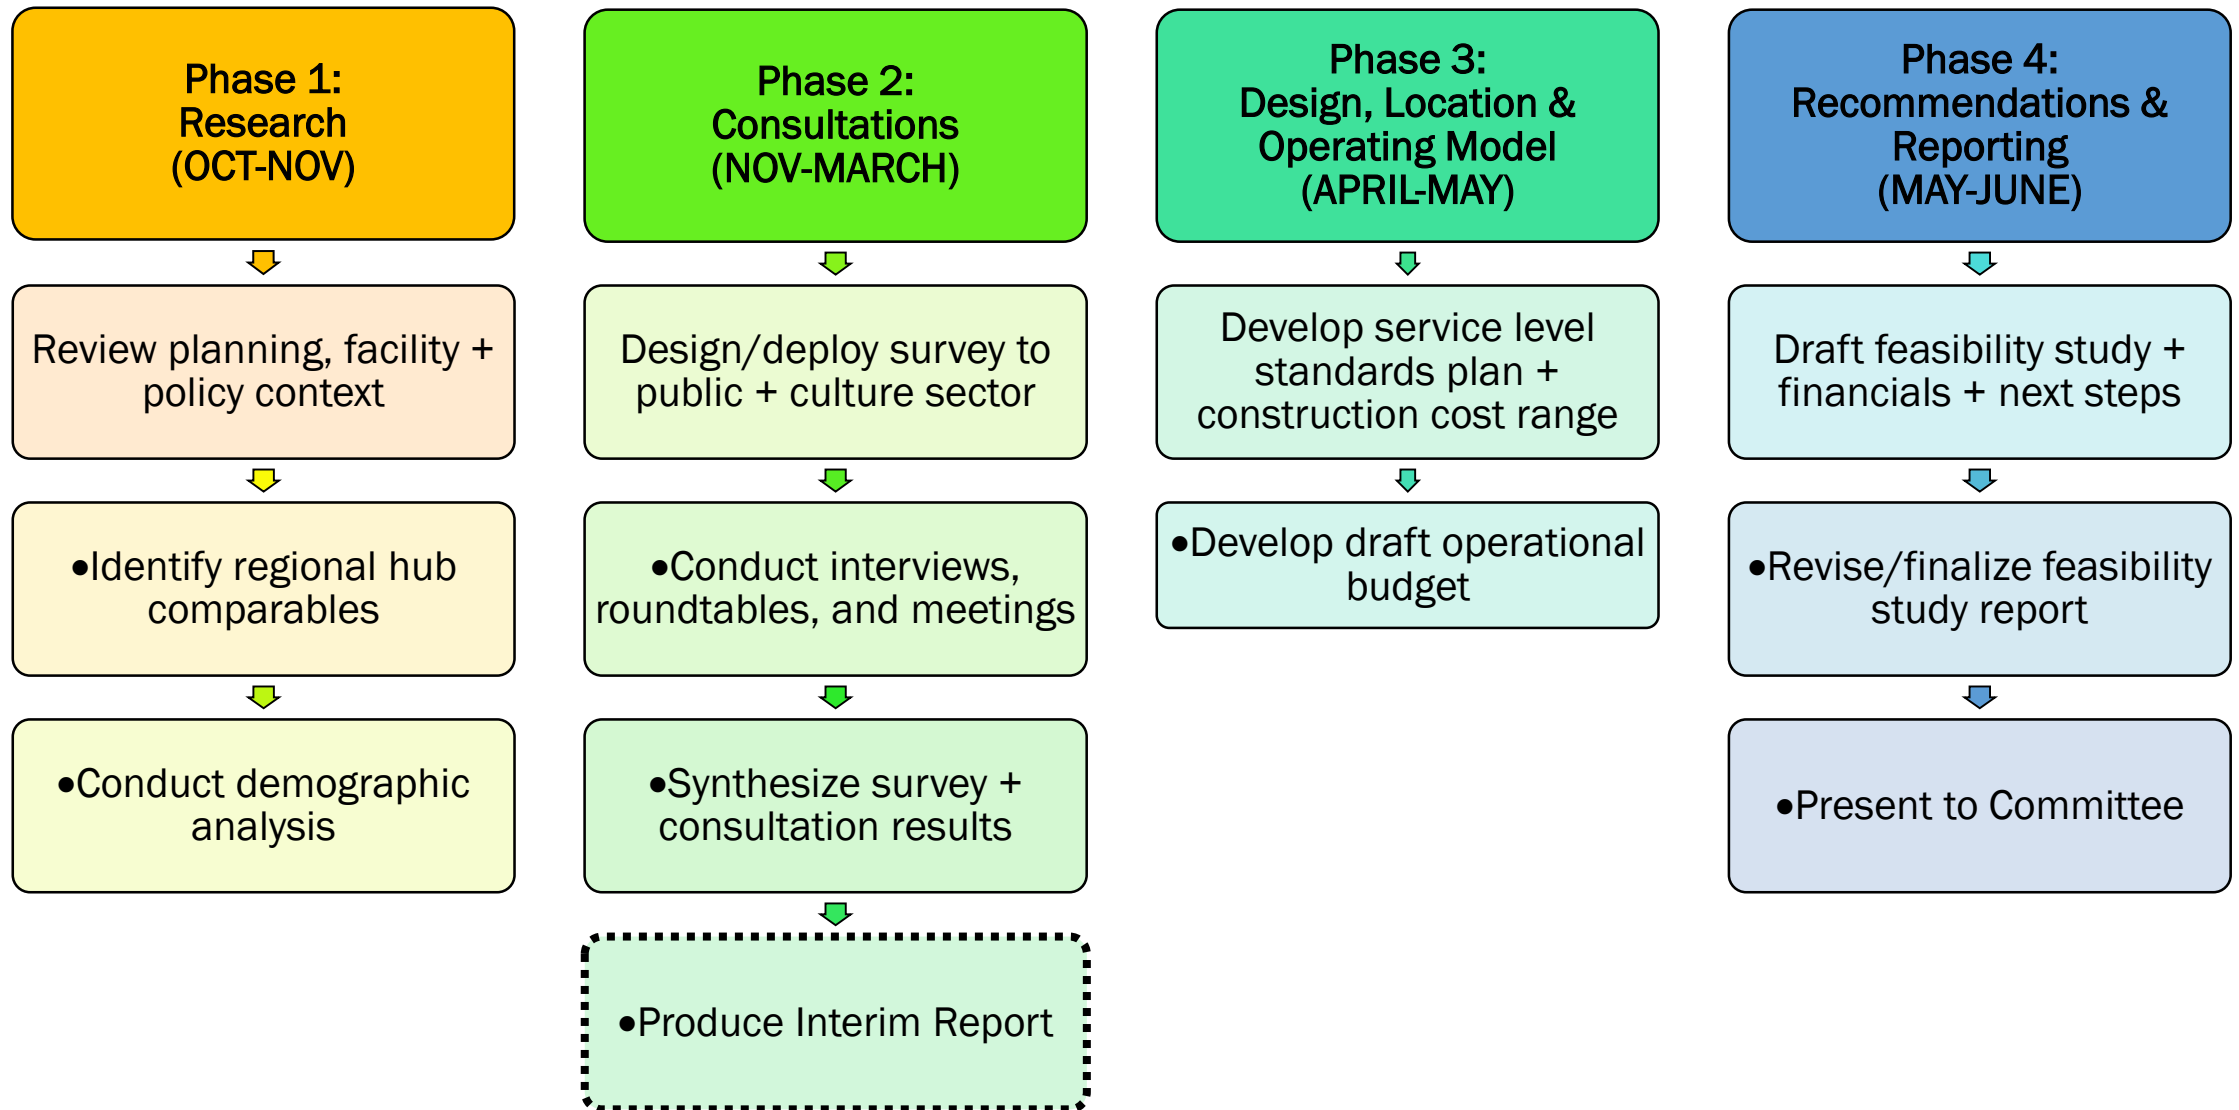 Phase 1:
Research
(OCT-NOV)
Review planning, facility +
policy context
•Identify regional hub
comparables
•Conduct demographic
analysis
Phase 2:
Consultations
(NOV-MARCH)
Design/deploy survey to
public + culture sector
•Conduct interviews,
roundtables, and meetings
•Synthesize survey +
consultation results
•Produce Interim Report
Phase 3:
Design, Location &
Operating Model
(APRIL-MAY)
Develop service level
standards plan +
construction cost range
•Develop draft operational
budget
Phase 4:
Recommendations &
Reporting
(MAY-JUNE)
Draft feasibility study +
financials + next steps
•Revise/finalize feasibility
study report
•Present to Committee